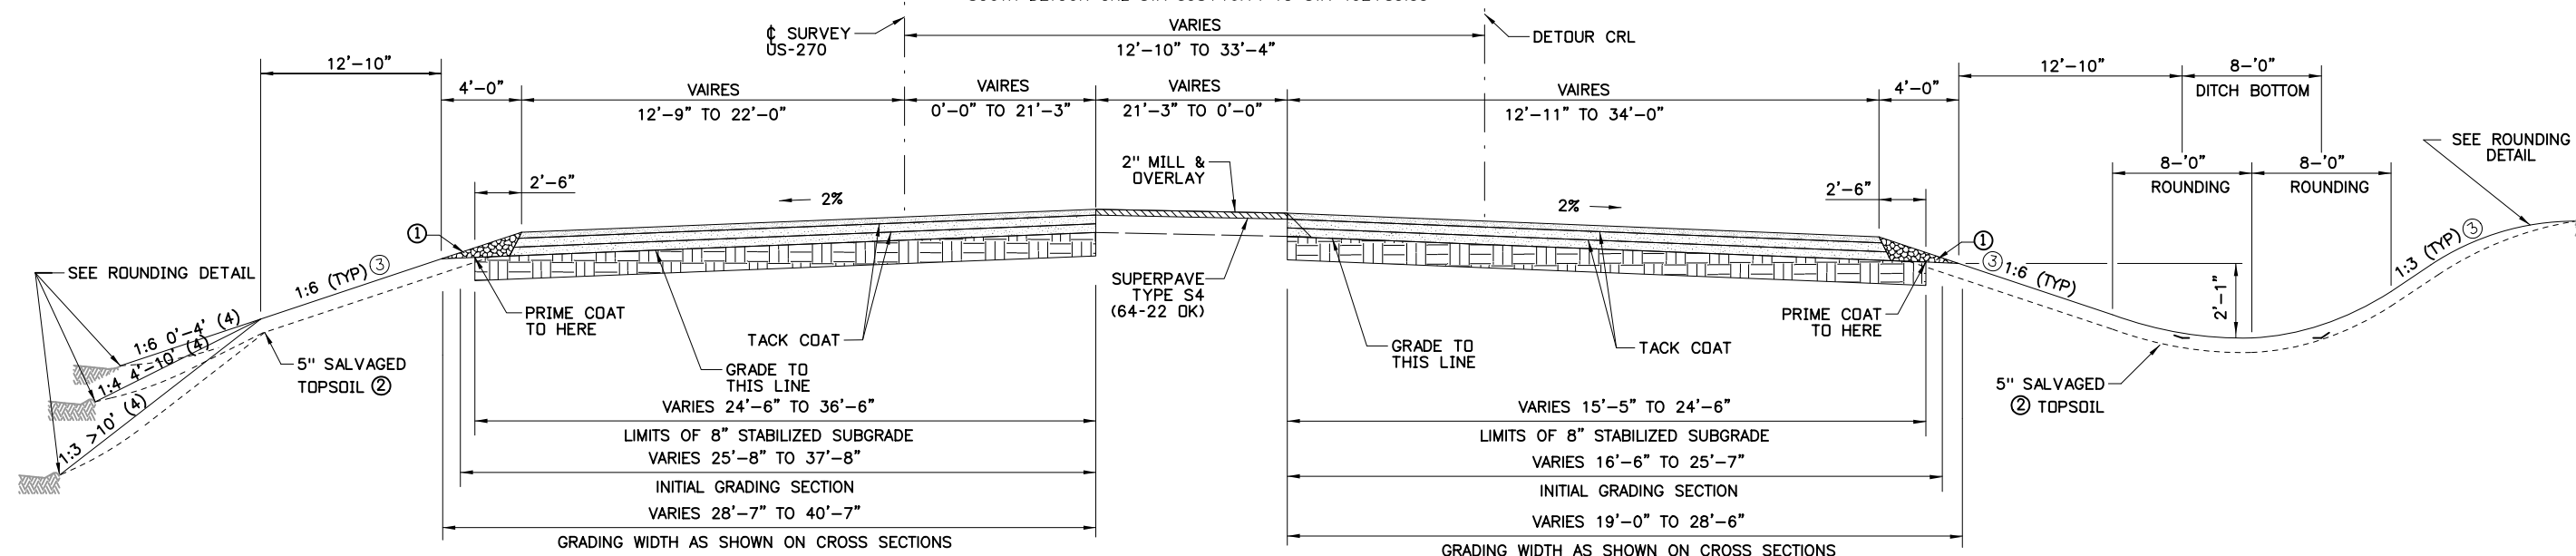 ₵ SURVEY
US-270
VARIES
12'-10" TO 33'-4"
DETOUR CRL
12'-10"
4'-0"
VAIRES
12'-9" TO 22'-0"
VAIRES
0'-0" TO 21'-3"
VAIRES
21'-3" TO 0'-0"
VAIRES
12'-11" TO 34'-0"
4'-0"
12'-10"
8-'0"
DITCH BOTTOM
SEE ROUNDING
DETAIL
8-'0"
ROUNDING
8-'0"
ROUNDING
2'-6"
2%
2" MILL &
OVERLAY
2%
2'-6"
①
SEE ROUNDING DETAIL
1:6 (TYP) ③
1:6 0'-4' (4)
1:4 4'-10' (4)
1:3 >10' (4)
5" SALVAGED
TOPSOIL ②
PRIME COAT
TO HERE
TACK COAT
GRADE TO
THIS LINE
SUPERPAVE
TYPE S4
(64-22 OK)
GRADE TO
THIS LINE
TACK COAT
PRIME COAT
TO HERE
①
③ 1:6 (TYP)
2'-1"
1:3 (TYP) ③
5" SALVAGED
② TOPSOIL
VARIES 24'-6" TO 36'-6"
LIMITS OF 8" STABILIZED SUBGRADE
VARIES 25'-8" TO 37'-8"
INITIAL GRADING SECTION
VARIES 28'-7" TO 40'-7"
GRADING WIDTH AS SHOWN ON CROSS SECTIONS
VARIES 15'-5" TO 24'-6"
LIMITS OF 8" STABILIZED SUBGRADE
VARIES 16'-6" TO 25'-7"
INITIAL GRADING SECTION
VARIES 19'-0" TO 28'-6"
GRADING WIDTH AS SHOWN ON CROSS SECTIONS